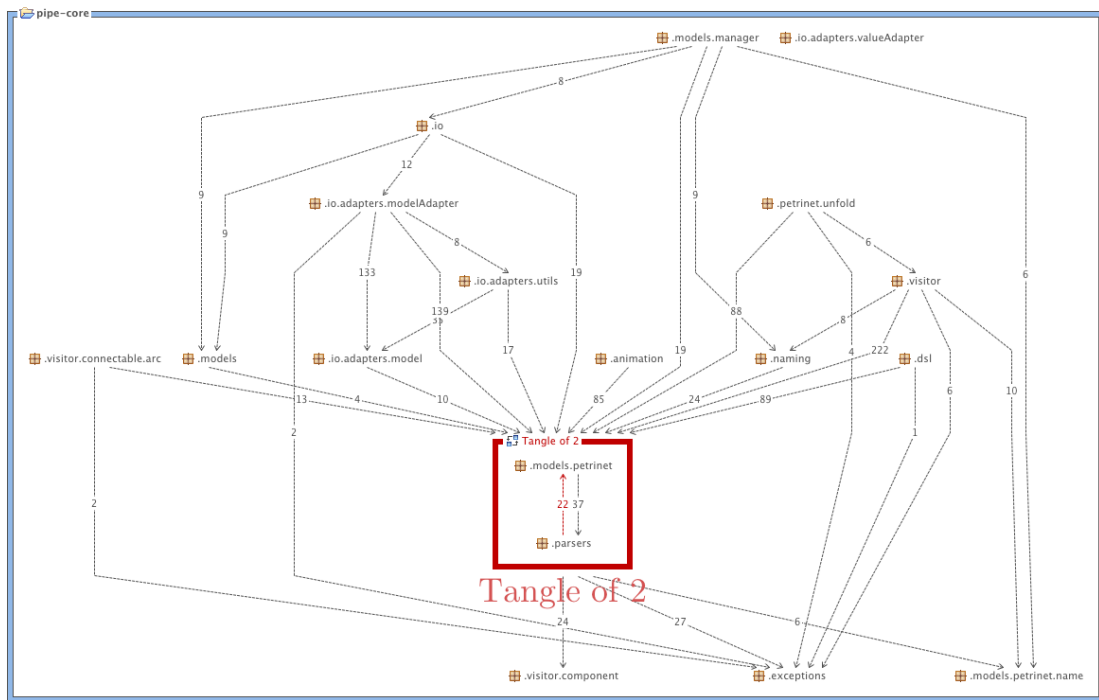 pipe-core
.models.manager
.io.adapters.valueAdapter
8
.io
12
9
9
.io.adapters.modelAdapter
.petrinet.unfold
9
8
6
133
19
6
.io.adapters.utils
.visitor
139
88
8
17
19
4
222
.visitor.connectable.arc
.models
.io.adapters.model
.animation
.naming
.dsl
13
4
10
85
24
89
6
10
2
1
Tangle of 2
.models.petrinet
2
22
37
.parsers
Tangle of 2
24
27
6
.visitor.component
.exceptions
.models.petrinet.name